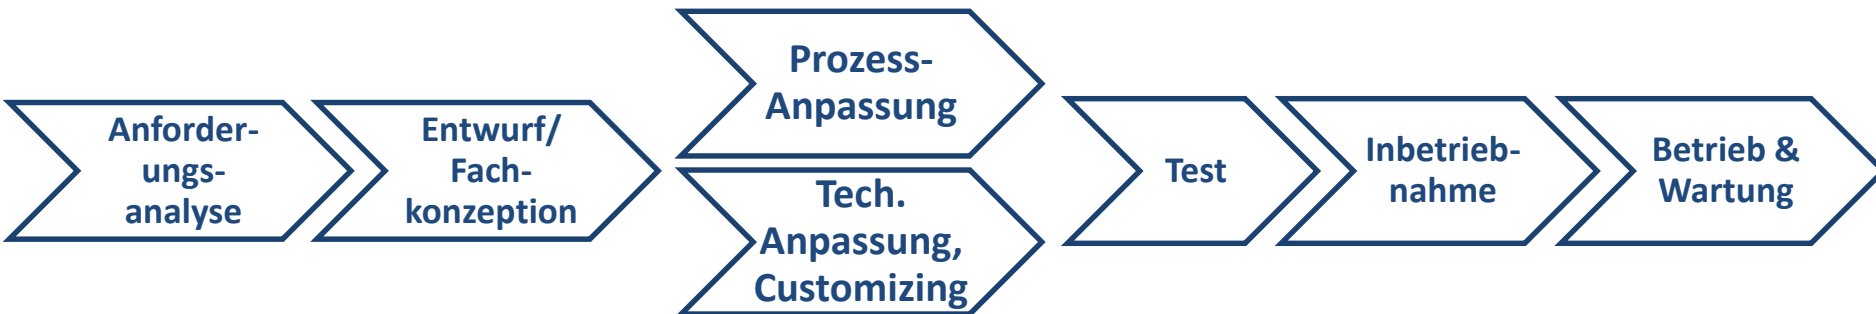 Anforder-
ungs-
analyse
Entwurf/
Fach-
konzeption
Prozess-
Anpassung
Tech.
Anpassung,
Customizing
Test
Inbetrieb-
nahme
Betrieb &
Wartung